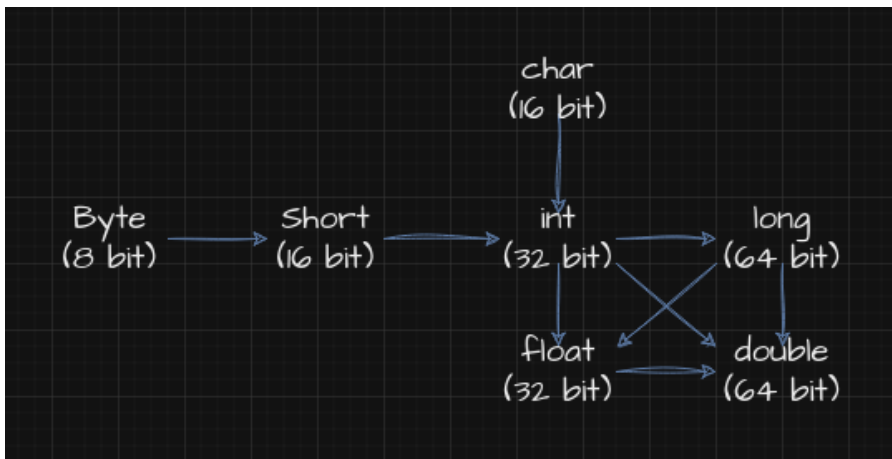 char
(16 bit)
Byte
(8 bit)
Short
(16 bit)
int
(32 bit)
long
(64 bit)
float
(32 bit)
double
(64 bit)